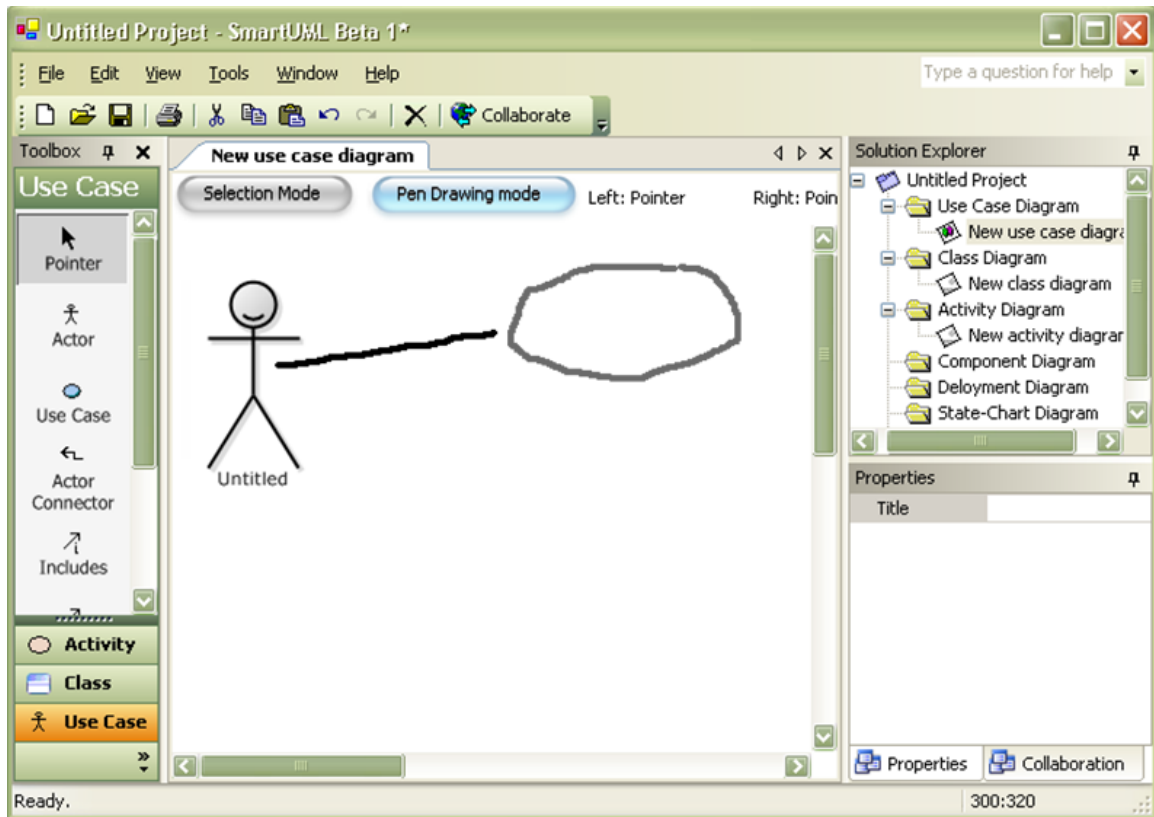 Untitled Project - SmartUML Beta 1*
File Edit View Tools Window Help
Type a question for help
Collaborate
Toolbox
Use Case
Pointer
Actor
Use Case
Actor
Connector
Includes
Activity
Class
Use Case
New use case diagram
Selection Mode
Pen Drawing mode
Left: Pointer
Right: Poin
Untitled
Solution Explorer
Untitled Project
Use Case Diagram
New use case diagra
Class Diagram
New class diagram
Activity Diagram
New activity diagrar
Component Diagram
Deloyment Diagram
State-Chart Diagram
Properties
Title
Properties
Collaboration
Ready.
300:320